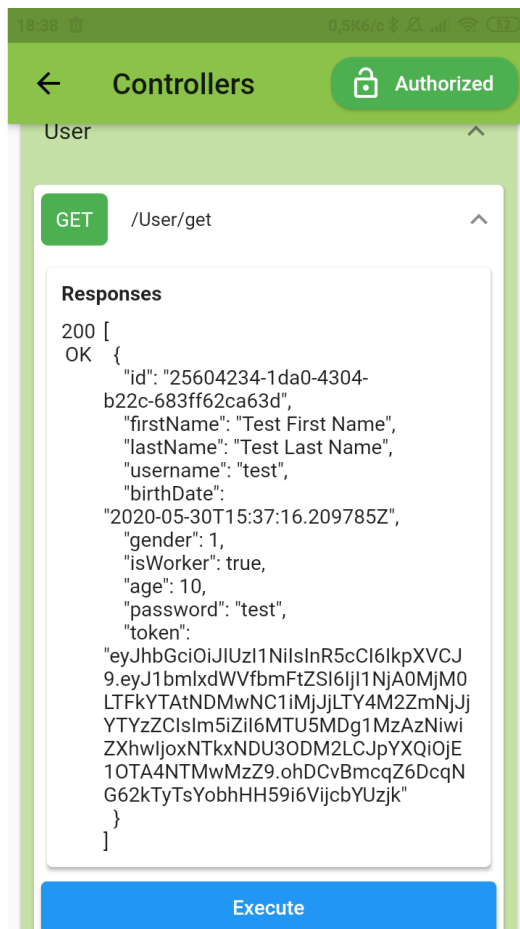 18:38 0,5Кб/с 52
Controllers
Authorized
User
GET /User/get
Responses
200 [
OK {
"id": "25604234-1da0-4304-
b22c-683ff62ca63d",
"firstName": "Test First Name",
"lastName": "Test Last Name",
"username": "test",
"birthDate":
"2020-05-30T15:37:16.209785Z",
"gender": 1,
"isWorker": true,
"age": 10,
"password": "test",
"token":
"eyJhbGciOiJIUzI1NiIsInR5cCI6IkpXVCJ
9.eyJ1bmlxdWVfbmFtZSI6IjI1NjA0MjM0
LTFkYTAtNDMwNC1iMjJjLTY4M2ZmNjJj
YTYzZCIsIm5iZiI6MTU5MDg1MzAzNiwi
ZXhwIjoxNTkxNDU3ODM2LCJpYXQiOjE
1OTA4NTMwMzZ9.ohDCvBmcqZ6DcqN
G62kTyTsYobhHH59i6VijcbYUzjk"
}
]
Execute